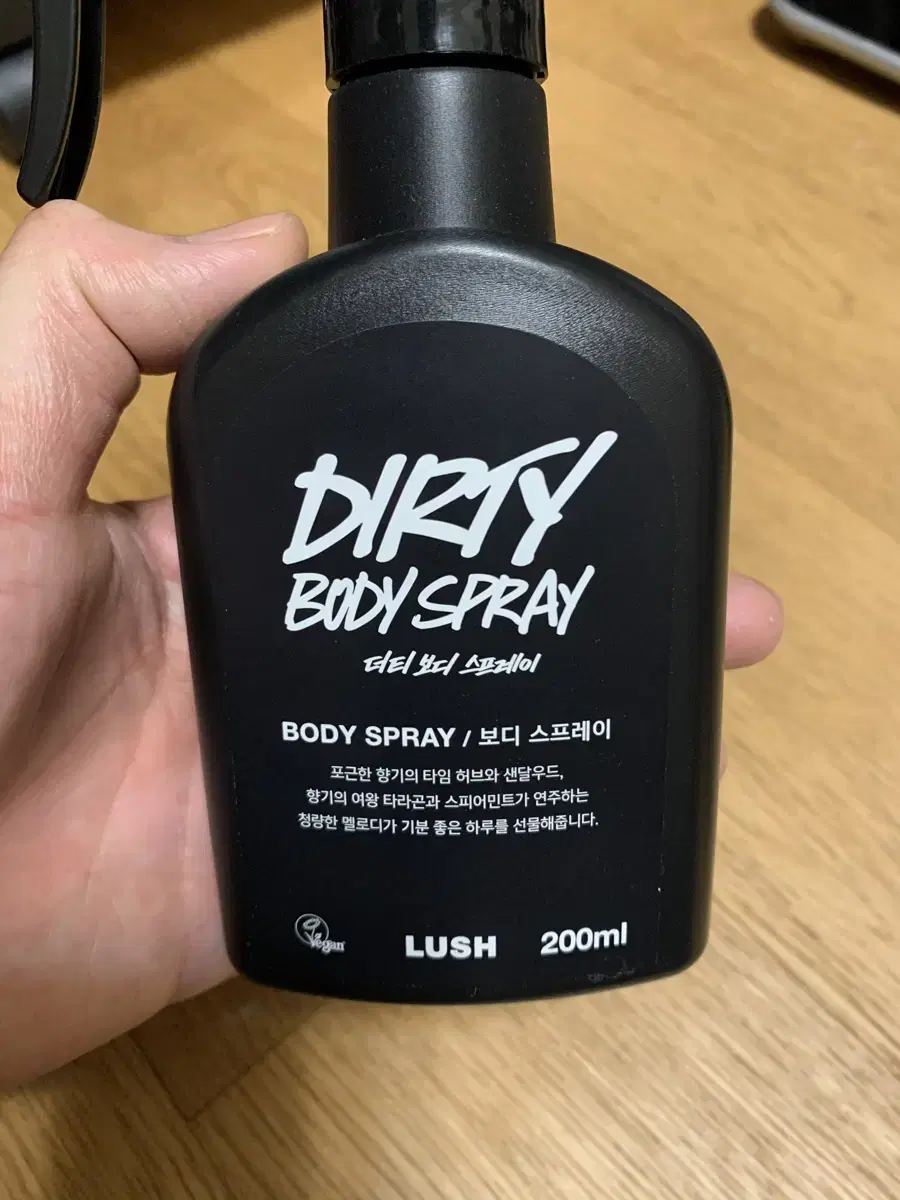 DIRTY
BODY SPRAY
더티 보디 스프레이
BODY SPRAY / 보디 스프레이
포근한 향기의 타임 허브와 샌달우드,
향기의 여왕 타라곤과 스피어민트가 연주하는
청량한 멜로디가 기분 좋은 하루를 선물해줍니다.
Vegan
LUSH
200ml